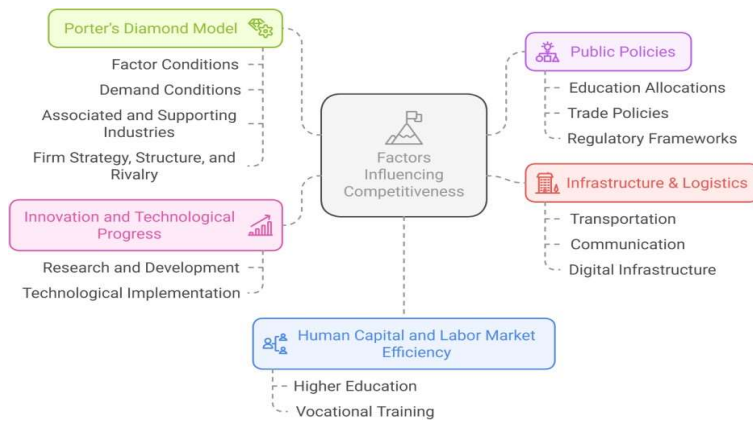 Porter's Diamond Model
Factor Conditions
Demand Conditions
Associated and Supporting
Industries
Firm Strategy, Structure, and
Rivalry
Innovation and Technological
Progress
Research and Development
Technological Implementation
Factors
Influencing
Competitiveness
Public Policies
Education Allocations
Trade Policies
Regulatory Frameworks
Infrastructure & Logistics
Transportation
Communication
Digital Infrastructure
Human Capital and Labor Market
Efficiency
Higher Education
Vocational Training